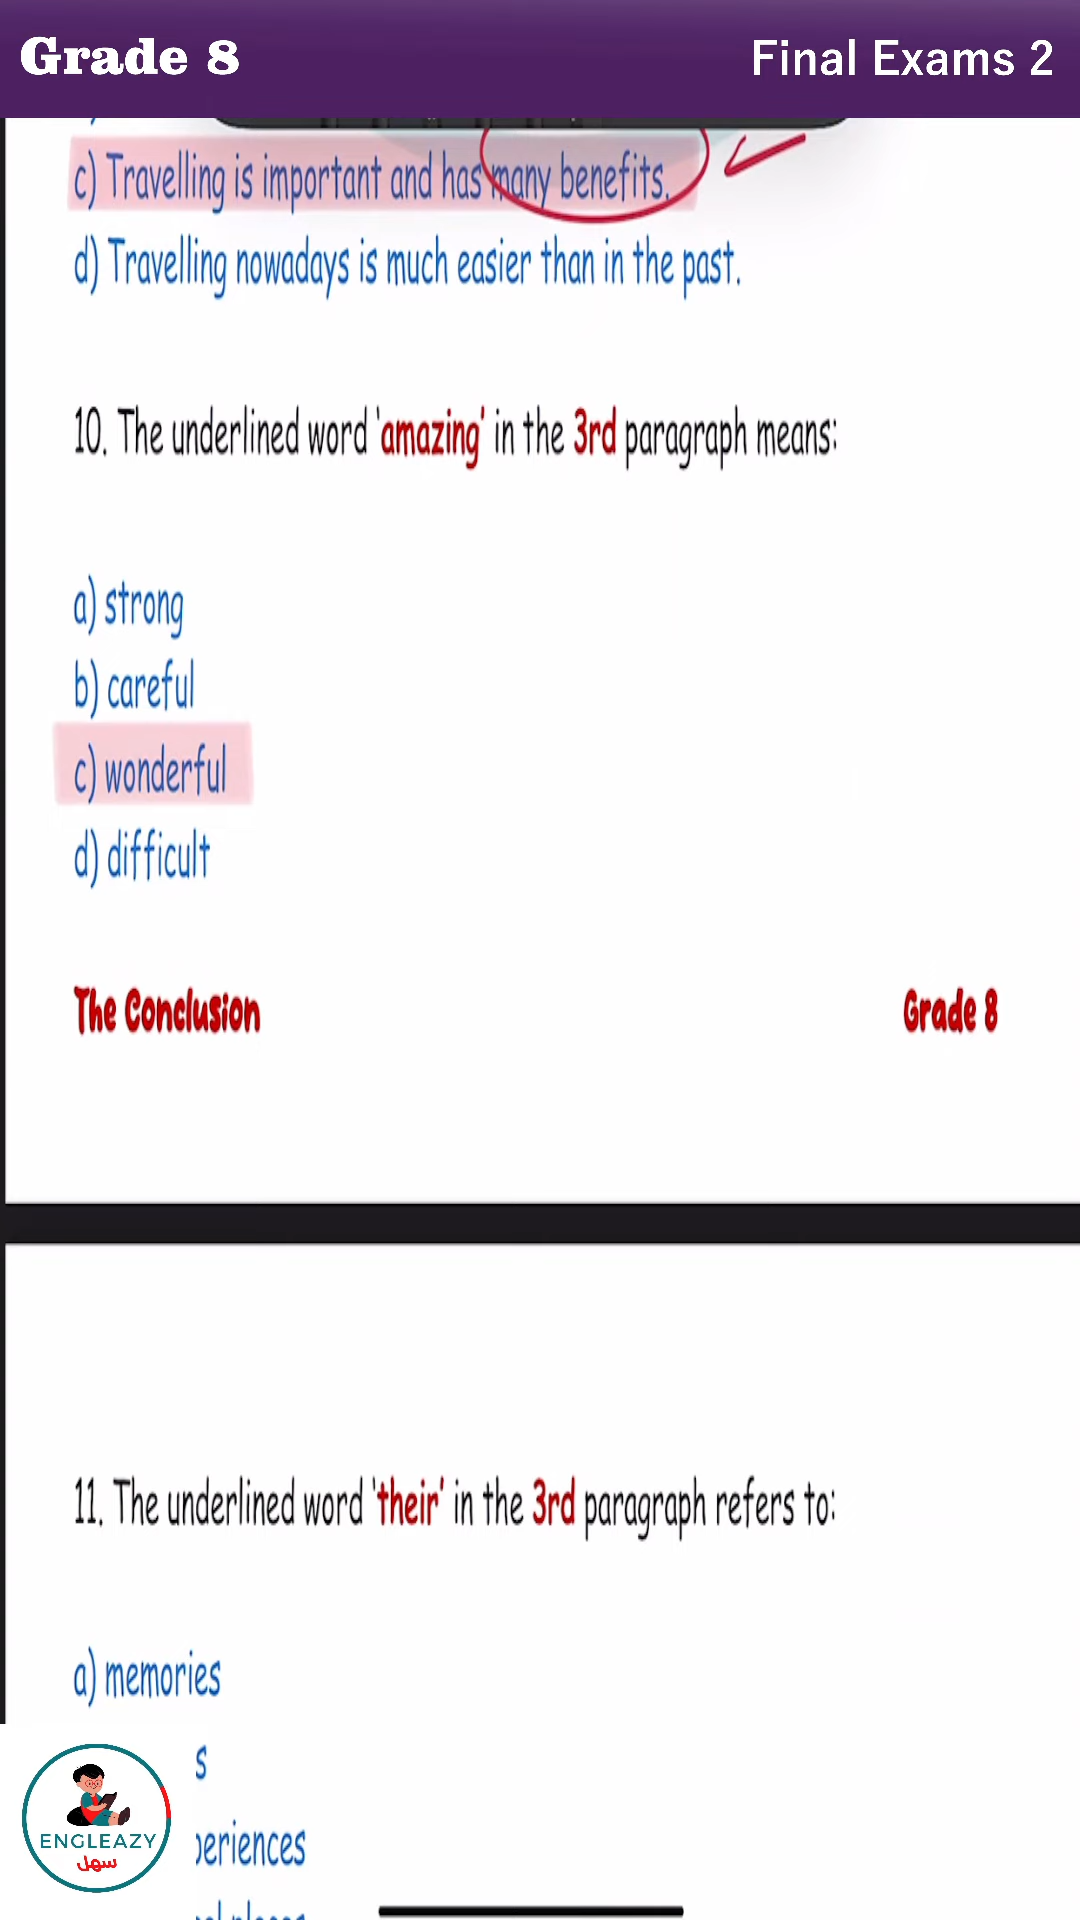 Grade 8
Final Exams 2
c) Travelling is important and has many benefits.
d) Travelling nowadays is much easier than in the past.
10. The underlined word 'amazing' in the 3rd paragraph means:
a) strong
b) careful
c) wonderful
d) difficult
The Conclusion
Grade 8
11. The underlined word 'their' in the 3rd paragraph refers to:
a) memories
s
periences
ENGLEAZY
سهل